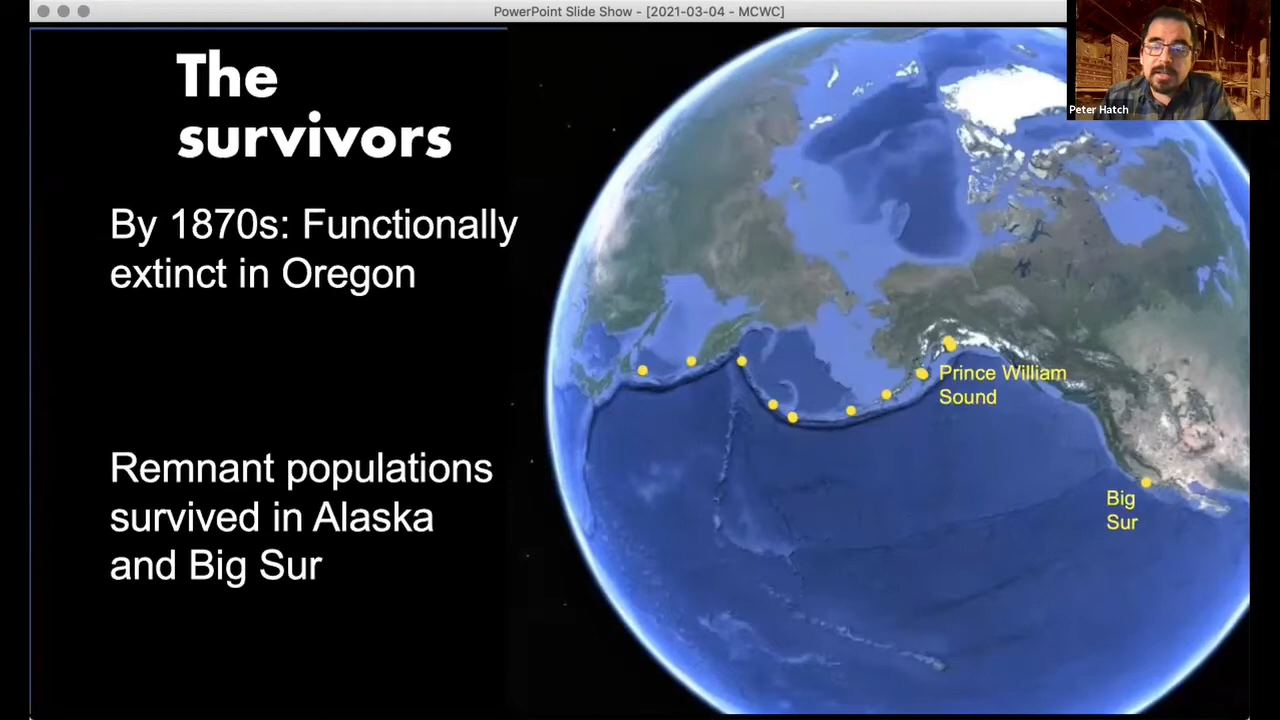 PowerPoint Slide Show - [2021-03-04 - MCWC]
The
survivors
By 1870s: Functionally
extinct in Oregon
Remnant populations
survived in Alaska
and Big Sur
Peter Hatch
Prince William
Sound
Big
Sur